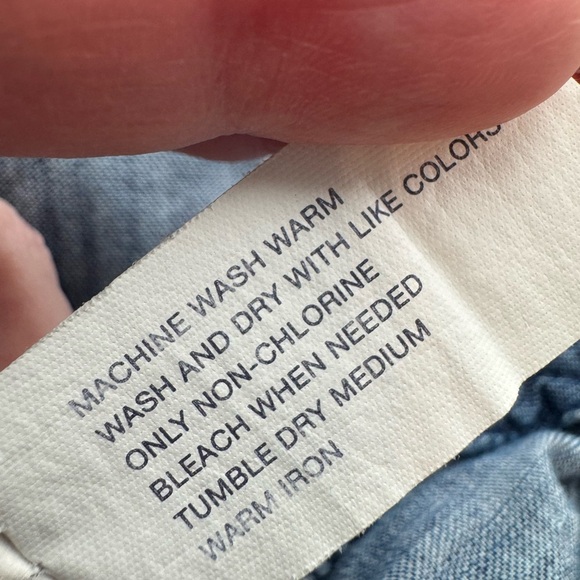 MACHINE WASH WARM
WASH AND DRY WITH LIKE COLORS
ONLY NON-CHLORINE
BLEACH WHEN NEEDED
TUMBLE DRY MEDIUM
WARM IRON